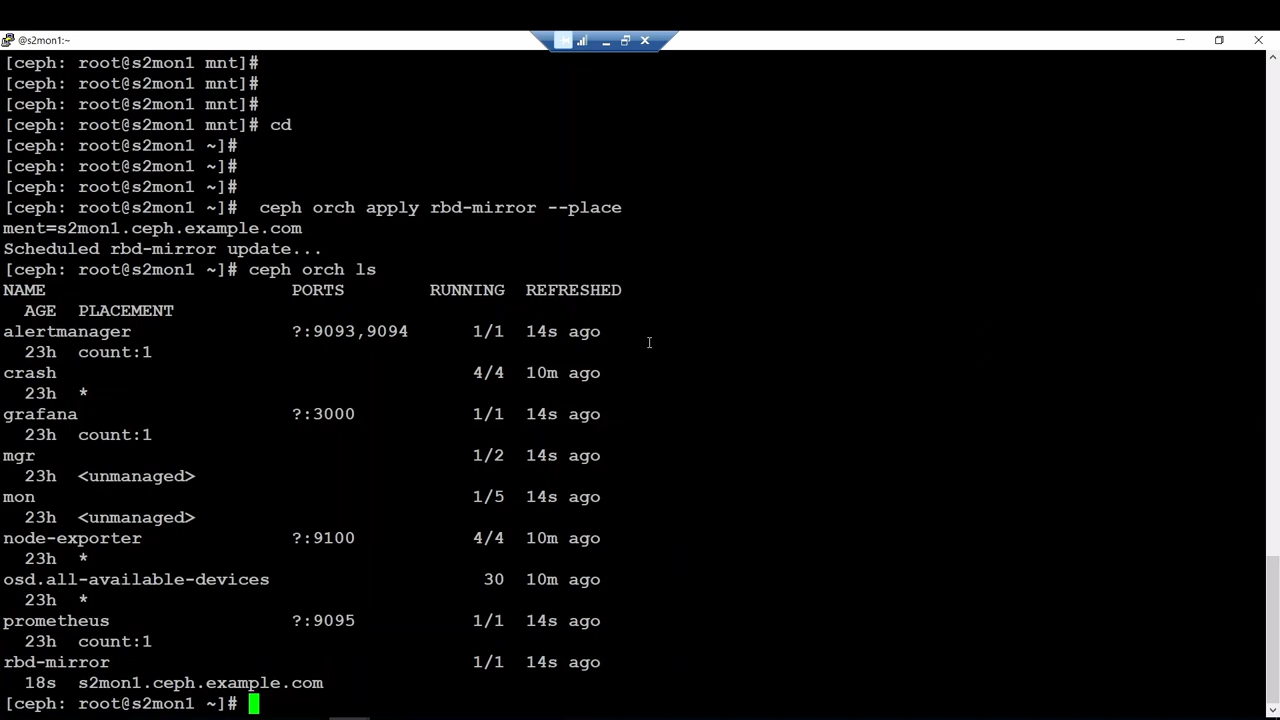 @s2mon1:~
[ceph: root@s2mon1 mnt]#
[ceph: root@s2mon1 mnt]#
[ceph: root@s2mon1 mnt]#
[ceph: root@s2mon1 mnt]# cd
[ceph: root@s2mon1 ~]#
[ceph: root@s2mon1 ~]#
[ceph: root@s2mon1 ~]#
[ceph: root@s2mon1 ~]#  ceph orch apply rbd-mirror --place
ment=s2mon1.ceph.example.com
Scheduled rbd-mirror update...
[ceph: root@s2mon1 ~]# ceph orch ls
NAME                       PORTS        RUNNING  REFRESHED
  AGE  PLACEMENT
alertmanager               ?:9093,9094      1/1  14s ago
  23h  count:1
crash                                       4/4  10m ago
  23h  *
grafana                    ?:3000           1/1  14s ago
  23h  count:1
mgr                                         1/2  14s ago
  23h  <unmanaged>
mon                                         1/5  14s ago
  23h  <unmanaged>
node-exporter              ?:9100           4/4  10m ago
  23h  *
osd.all-available-devices                    30  10m ago
  23h  *
prometheus                 ?:9095           1/1  14s ago
  23h  count:1
rbd-mirror                                  1/1  14s ago
  18s  s2mon1.ceph.example.com
[ceph: root@s2mon1 ~]#